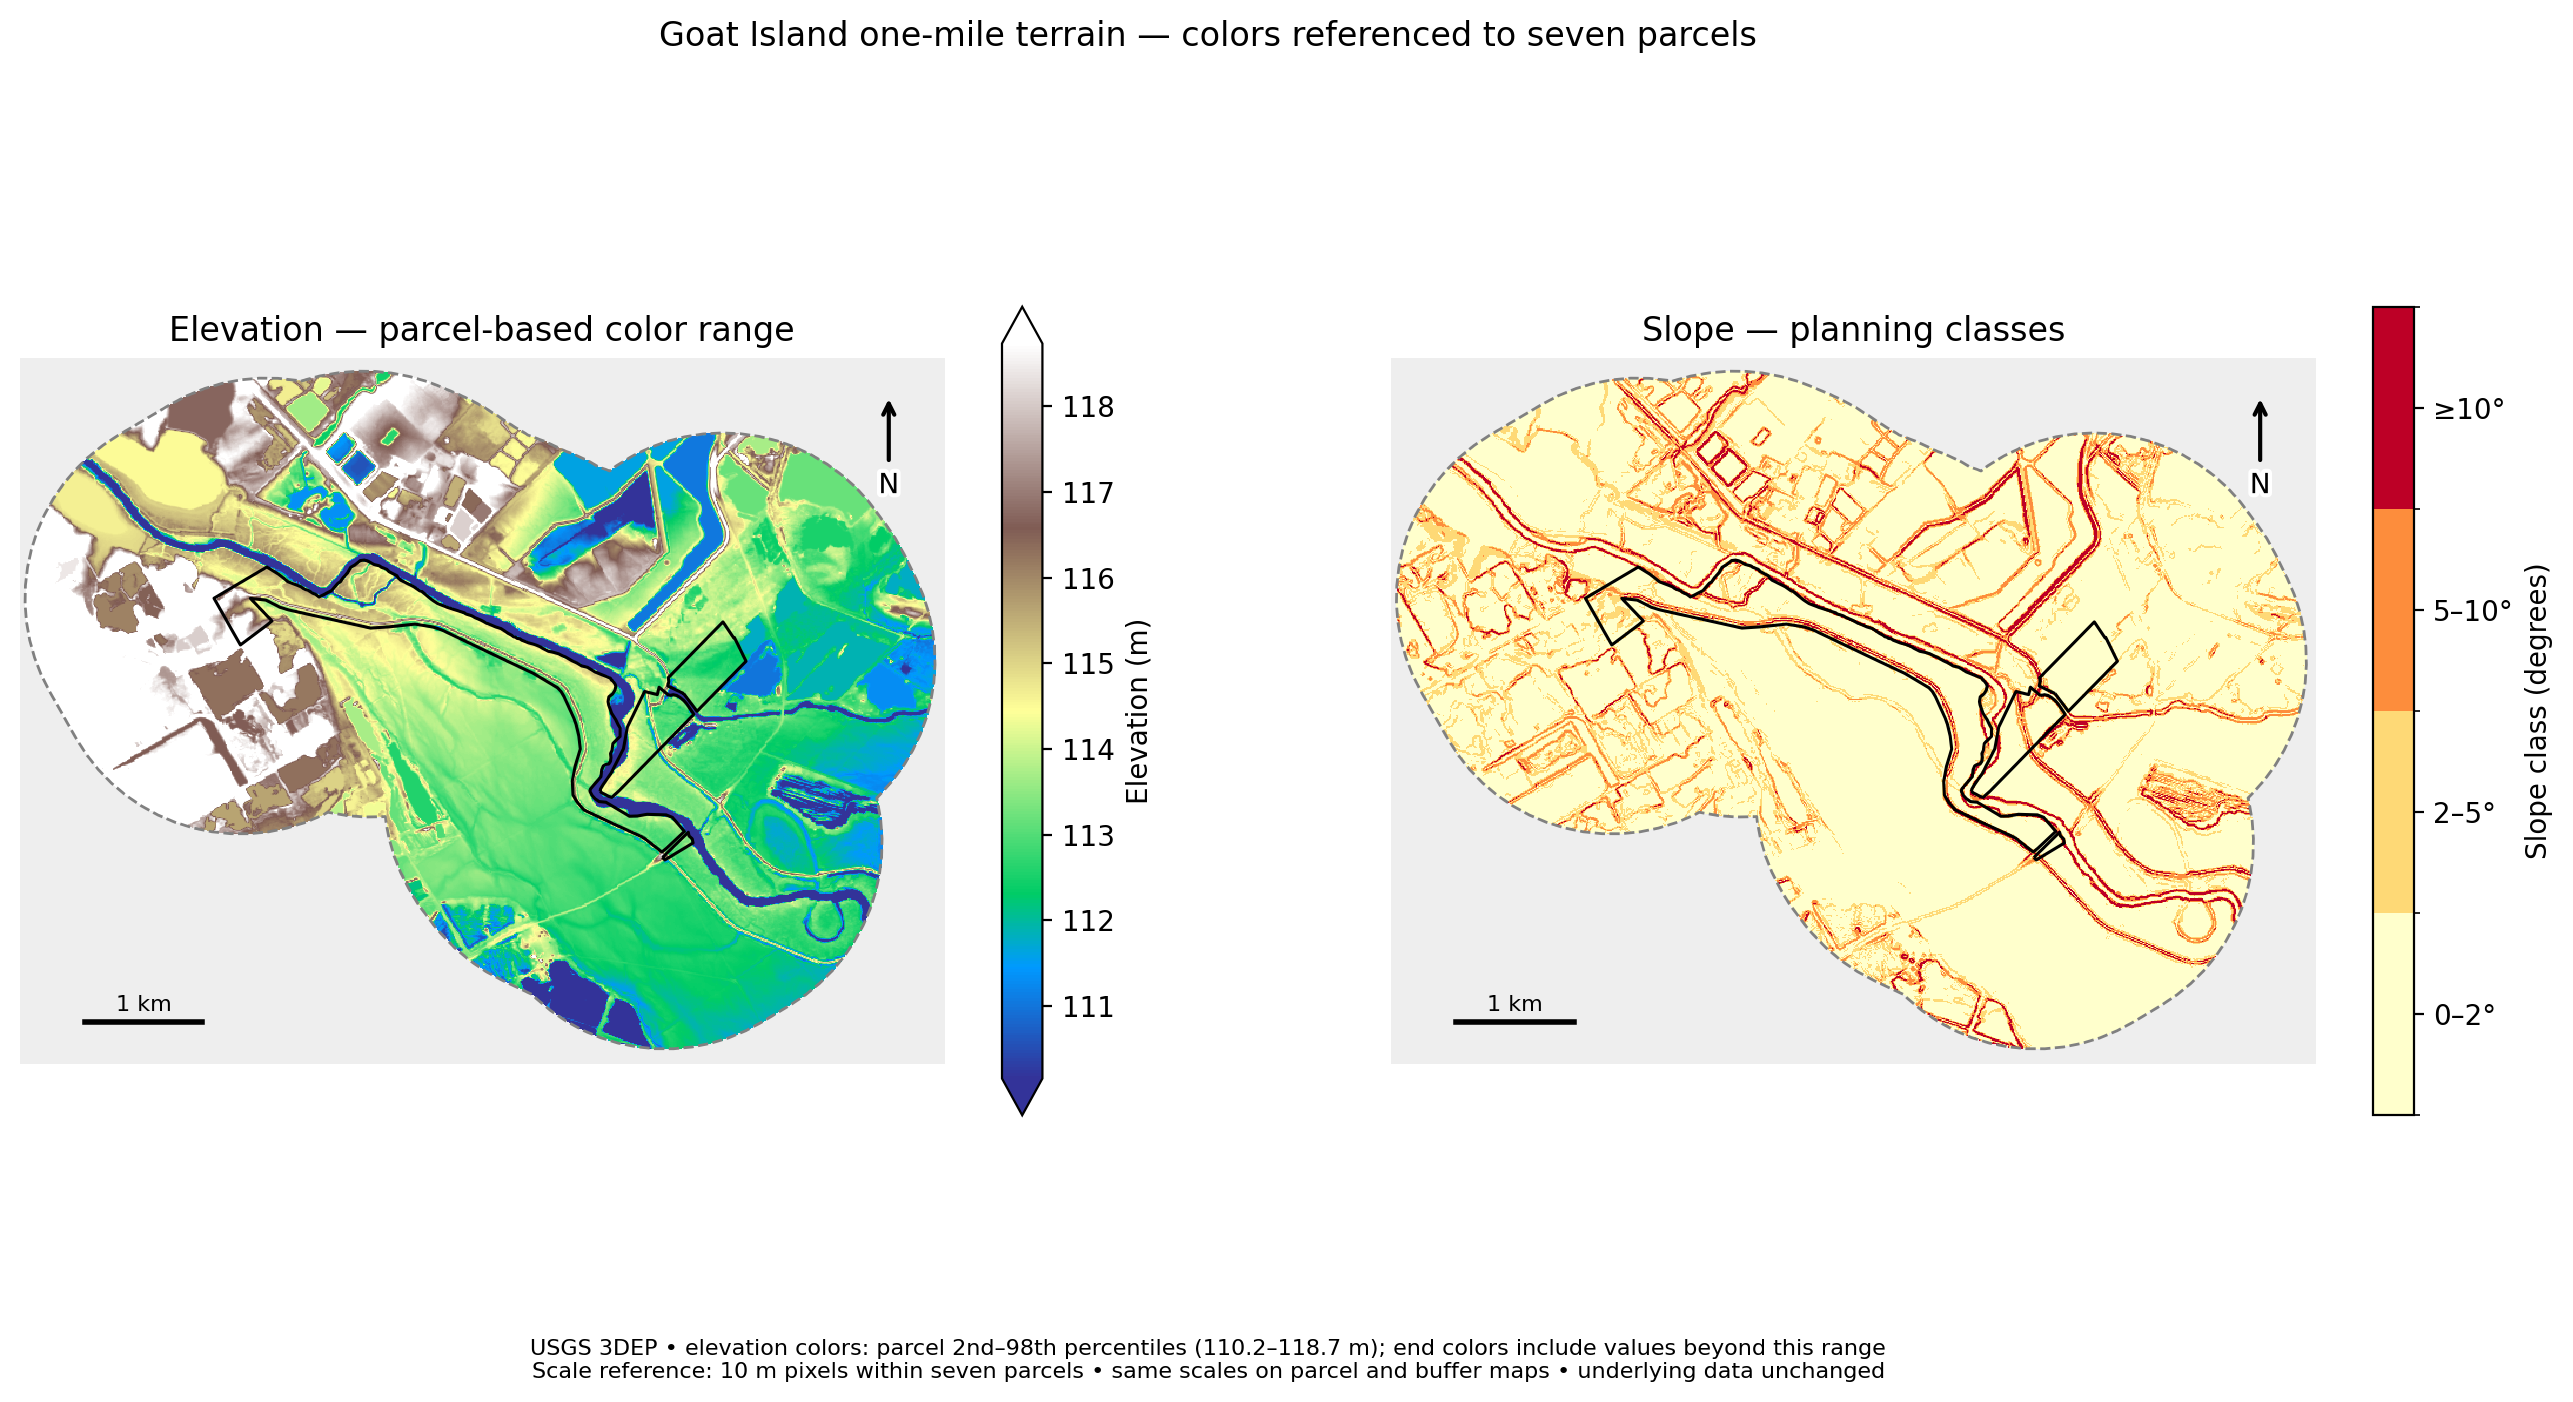 Goat Island one-mile terrain — colors referenced to seven parcels
Elevation — parcel-based color range
N
1 km
118
117
116
115
114
113
112
111
Elevation (m)
Slope — planning classes
N
1 km
≥10°
5–10°
2–5°
0–2°
Slope class (degrees)
USGS 3DEP • elevation colors: parcel 2nd–98th percentiles (110.2–118.7 m); end colors include values beyond this range
Scale reference: 10 m pixels within seven parcels • same scales on parcel and buffer maps • underlying data unchanged